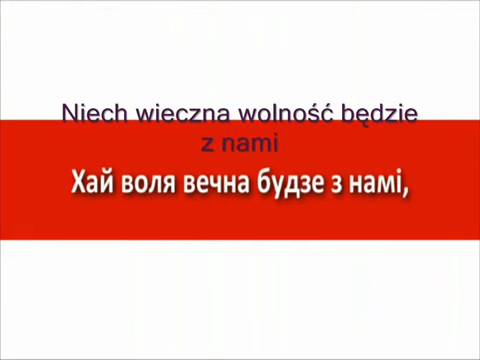 Niech wieczna wolność będzie
z nami
Хай воля вечна будзе з намі,